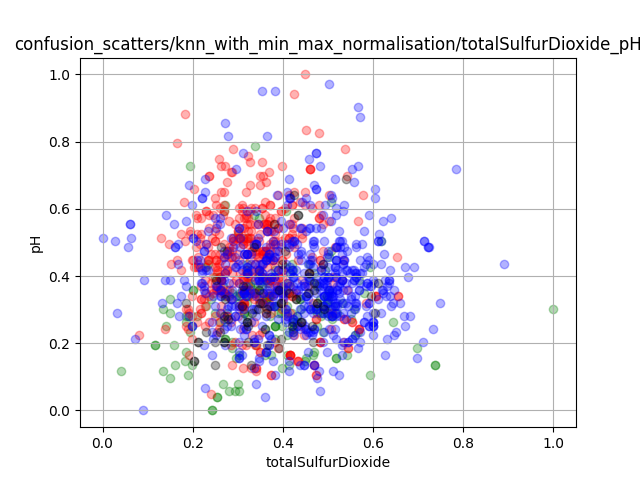 confusion_scatters/knn_with_min_max_normalisation/totalSulfurDioxide_pH
1.0
0.8
0.6
0.4
0.2
0.0
pH
0.0 0.2 0.4 0.6 0.8 1.0
totalSulfurDioxide